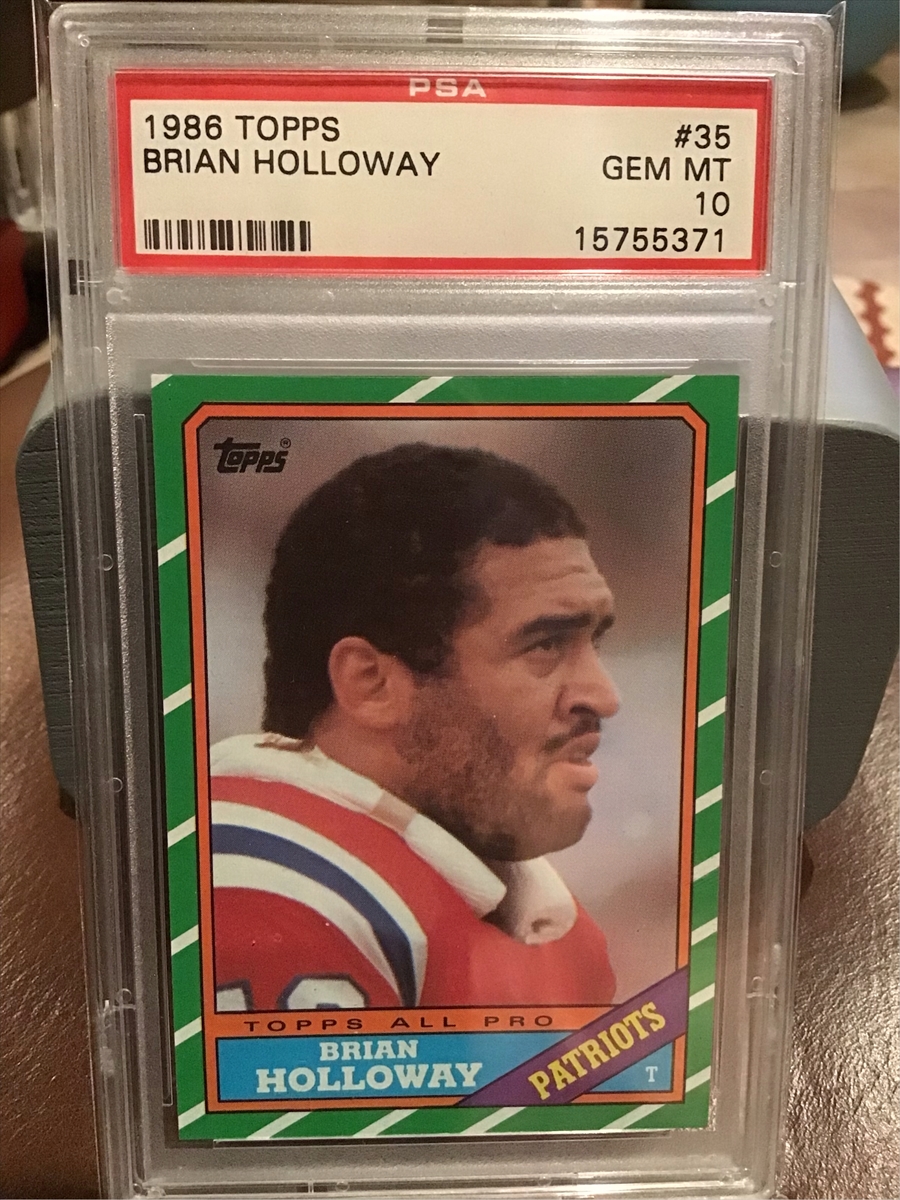 PSA
1986 TOPPS #35
BRIAN HOLLOWAY GEM MT
10
15755371
topps®
TOPPS ALL PRO
BRIAN
HOLLOWAY
PATRIOTS
T